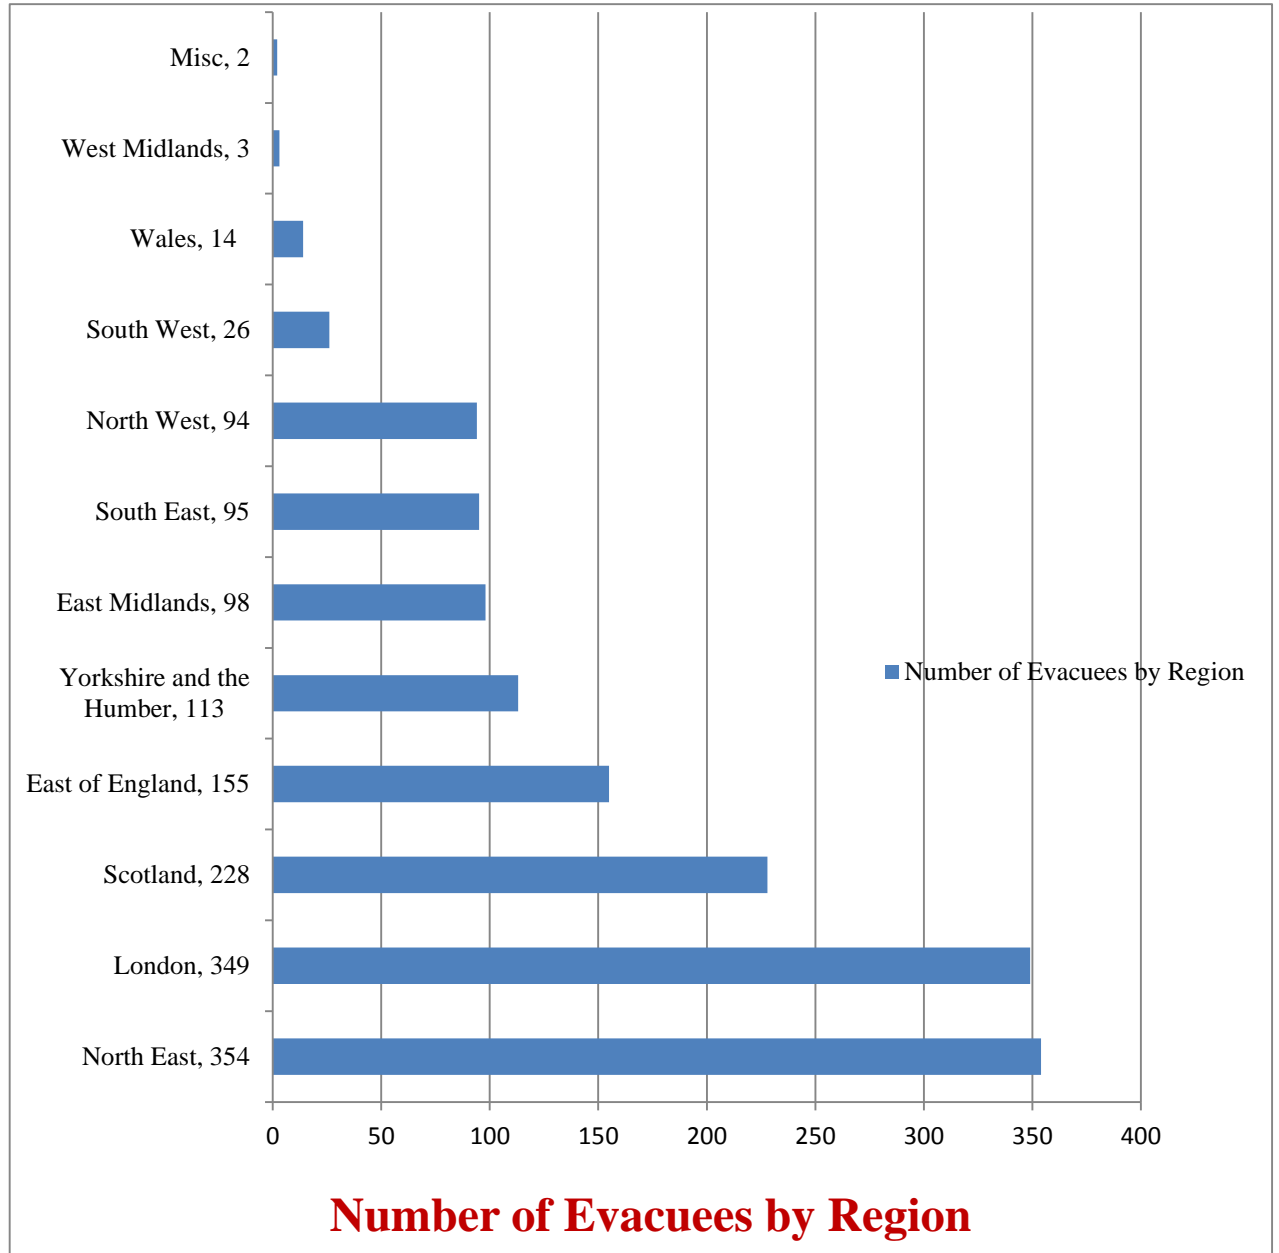 Misc, 2
West Midlands, 3
Wales, 14
South West, 26
North West, 94
South East, 95
East Midlands, 98
Yorkshire and the
Humber, 113
East of England, 155
Scotland, 228
London, 349
North East, 354
Number of Evacuees by Region
0 50 100 150 200 250 300 350 400
Number of Evacuees by Region